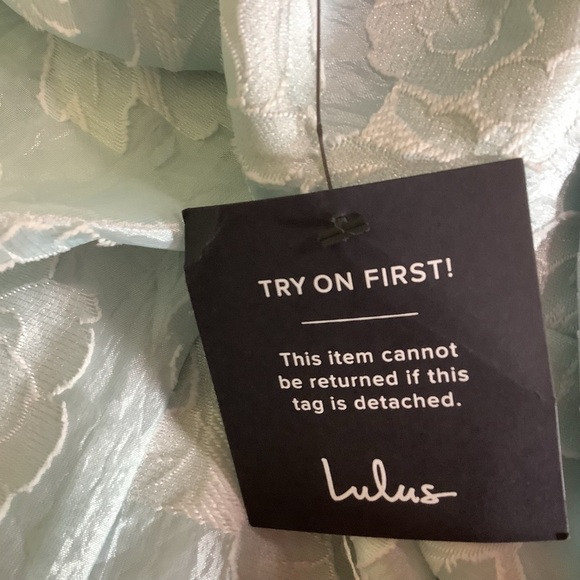 TRY ON FIRST!
This item cannot
be returned if this
tag is detached.
Lulus